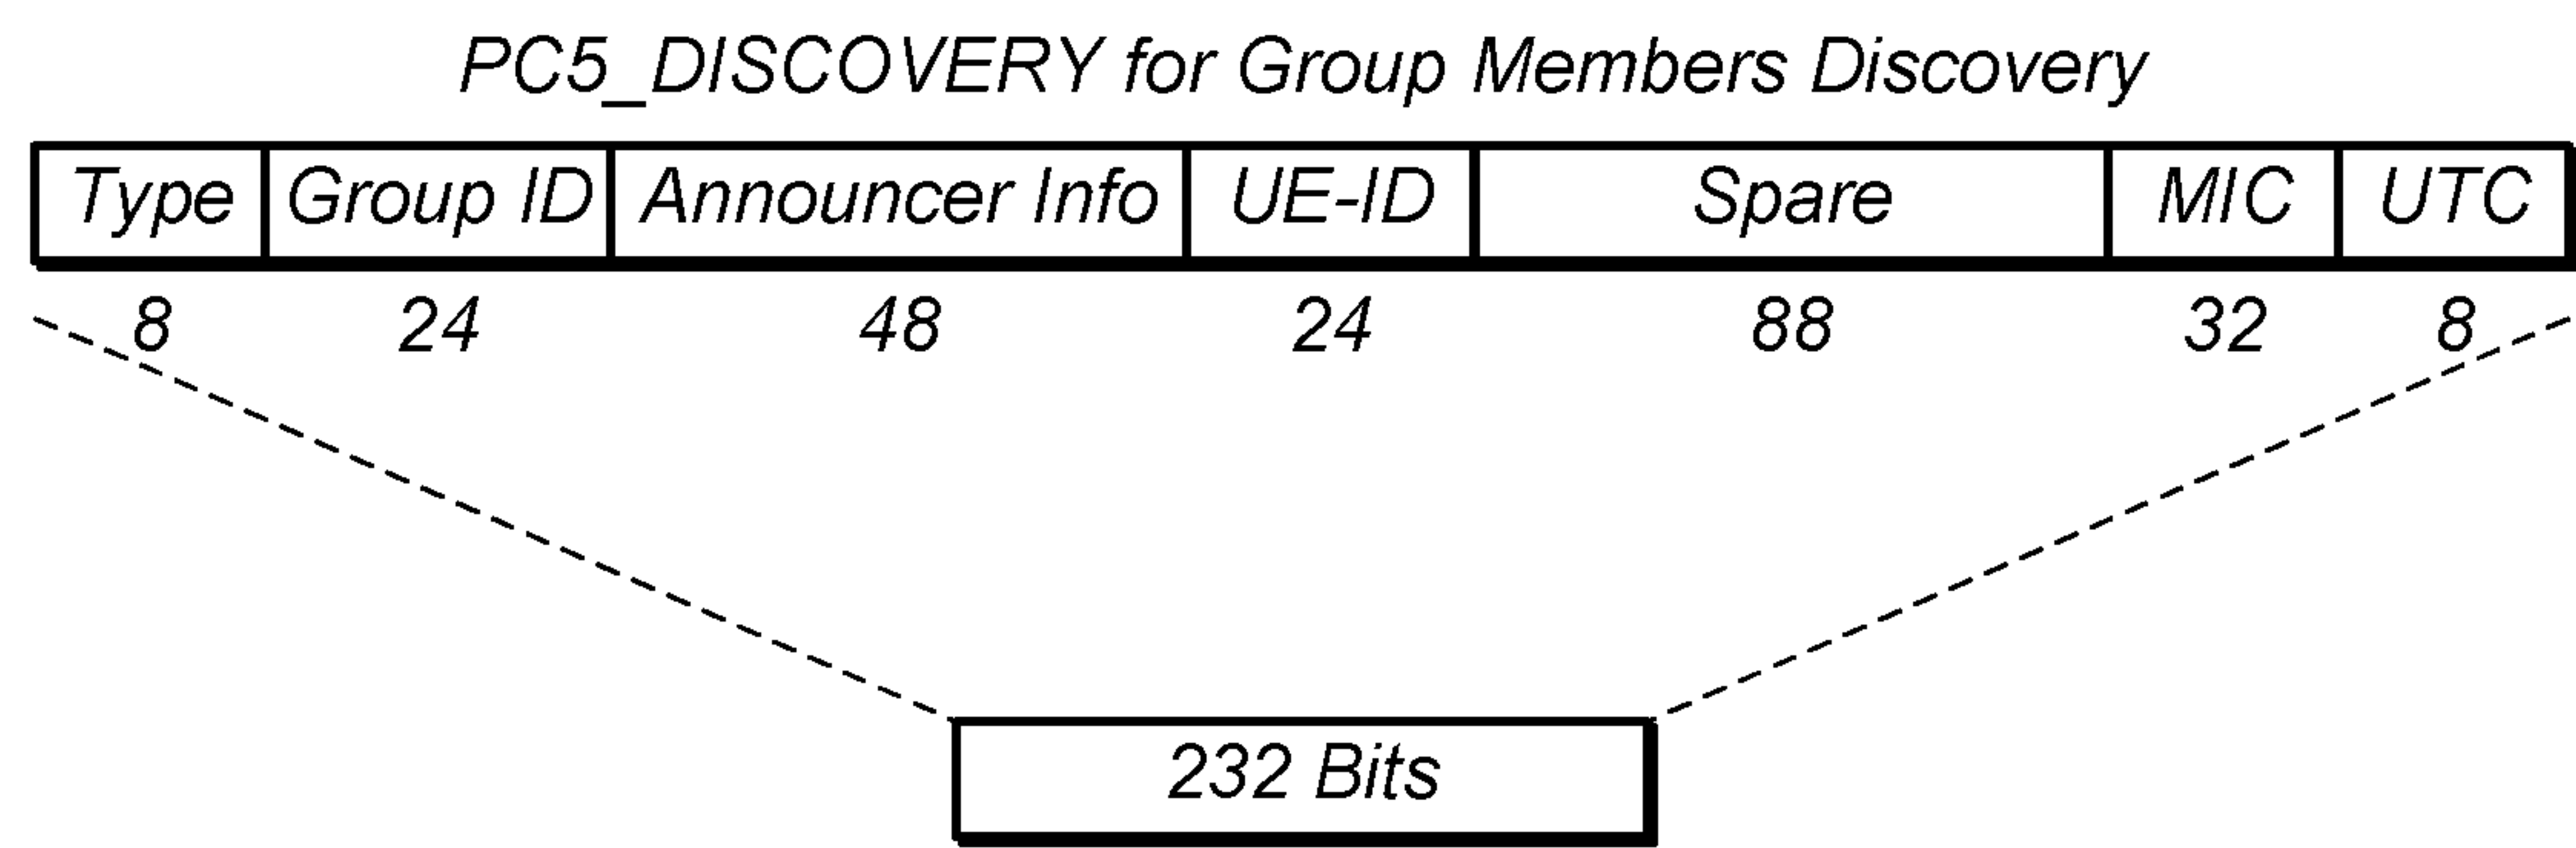 PC5_DISCOVERY for Group Members Discovery
Type Group ID Announcer Info UE-ID Spare MIC UTC
8 24 48 24 88 32 8
232 Bits